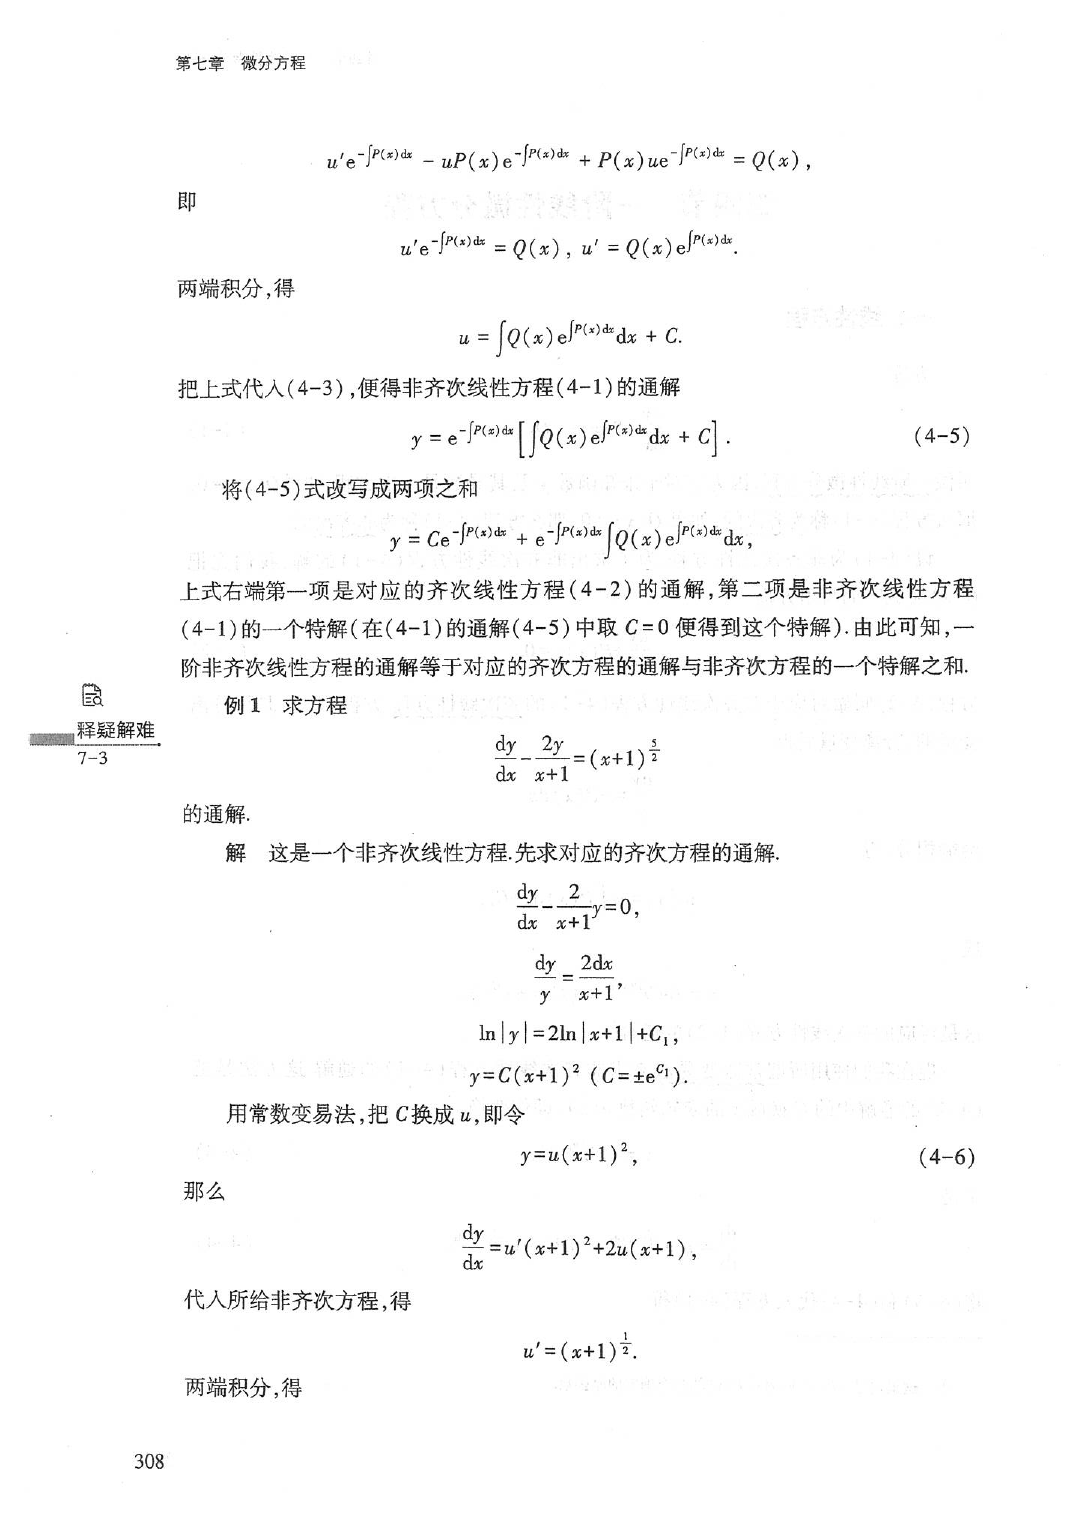 第七章　微分方程
u'e^{-∫P(x)dx} - uP(x)e^{-∫P(x)dx} + P(x)ue^{-∫P(x)dx} = Q(x),
即
u'e^{-∫P(x)dx} = Q(x), u' = Q(x)e^{∫P(x)dx}.
两端积分,得
u = ∫Q(x)e^{∫P(x)dx}dx + C.
把上式代入(4-3),便得非齐次线性方程(4-1)的通解
y = e^{-∫P(x)dx}[∫Q(x)e^{∫P(x)dx}dx + C]. (4-5)
将(4-5)式改写成两项之和
y = Ce^{-∫P(x)dx} + e^{-∫P(x)dx}∫Q(x)e^{∫P(x)dx}dx,
上式右端第一项是对应的齐次线性方程(4-2)的通解,第二项是非齐次线性方程
(4-1)的一个特解(在(4-1)的通解(4-5)中取 C=0 便得到这个特解).由此可知,一
阶非齐次线性方程的通解等于对应的齐次方程的通解与非齐次方程的一个特解之和.
释疑解难
7-3
例1　求方程
dy/dx - 2y/(x+1) = (x+1)^{5/2}
的通解.
解　这是一个非齐次线性方程.先求对应的齐次方程的通解.
dy/dx - 2/(x+1) y=0,
dy/y = 2dx/(x+1),
ln|y|=2ln|x+1|+C₁,
y=C(x+1)² (C=±e^{C₁}).
用常数变易法,把 C换成 u,即令
y=u(x+1)², (4-6)
那么
dy/dx =u'(x+1)²+2u(x+1),
代入所给非齐次方程,得
u'=(x+1)^{1/2}.
两端积分,得
308